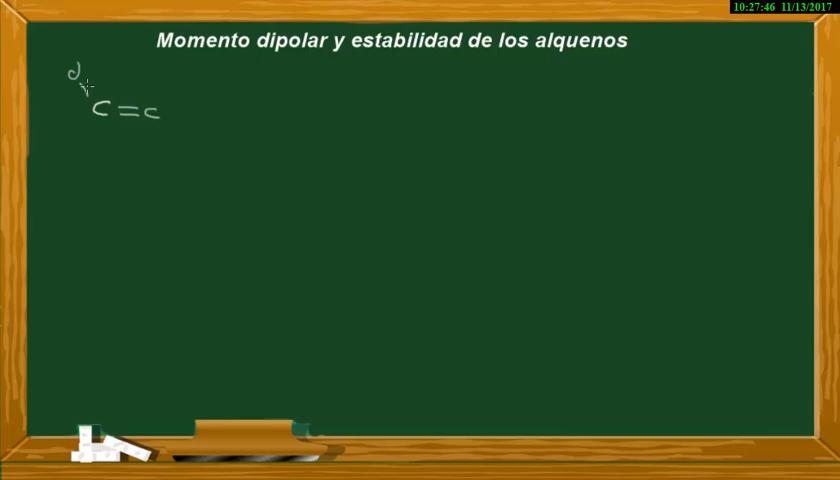 10:27:46 11/13/2017
Momento dipolar y estabilidad de los alquenos
C=C